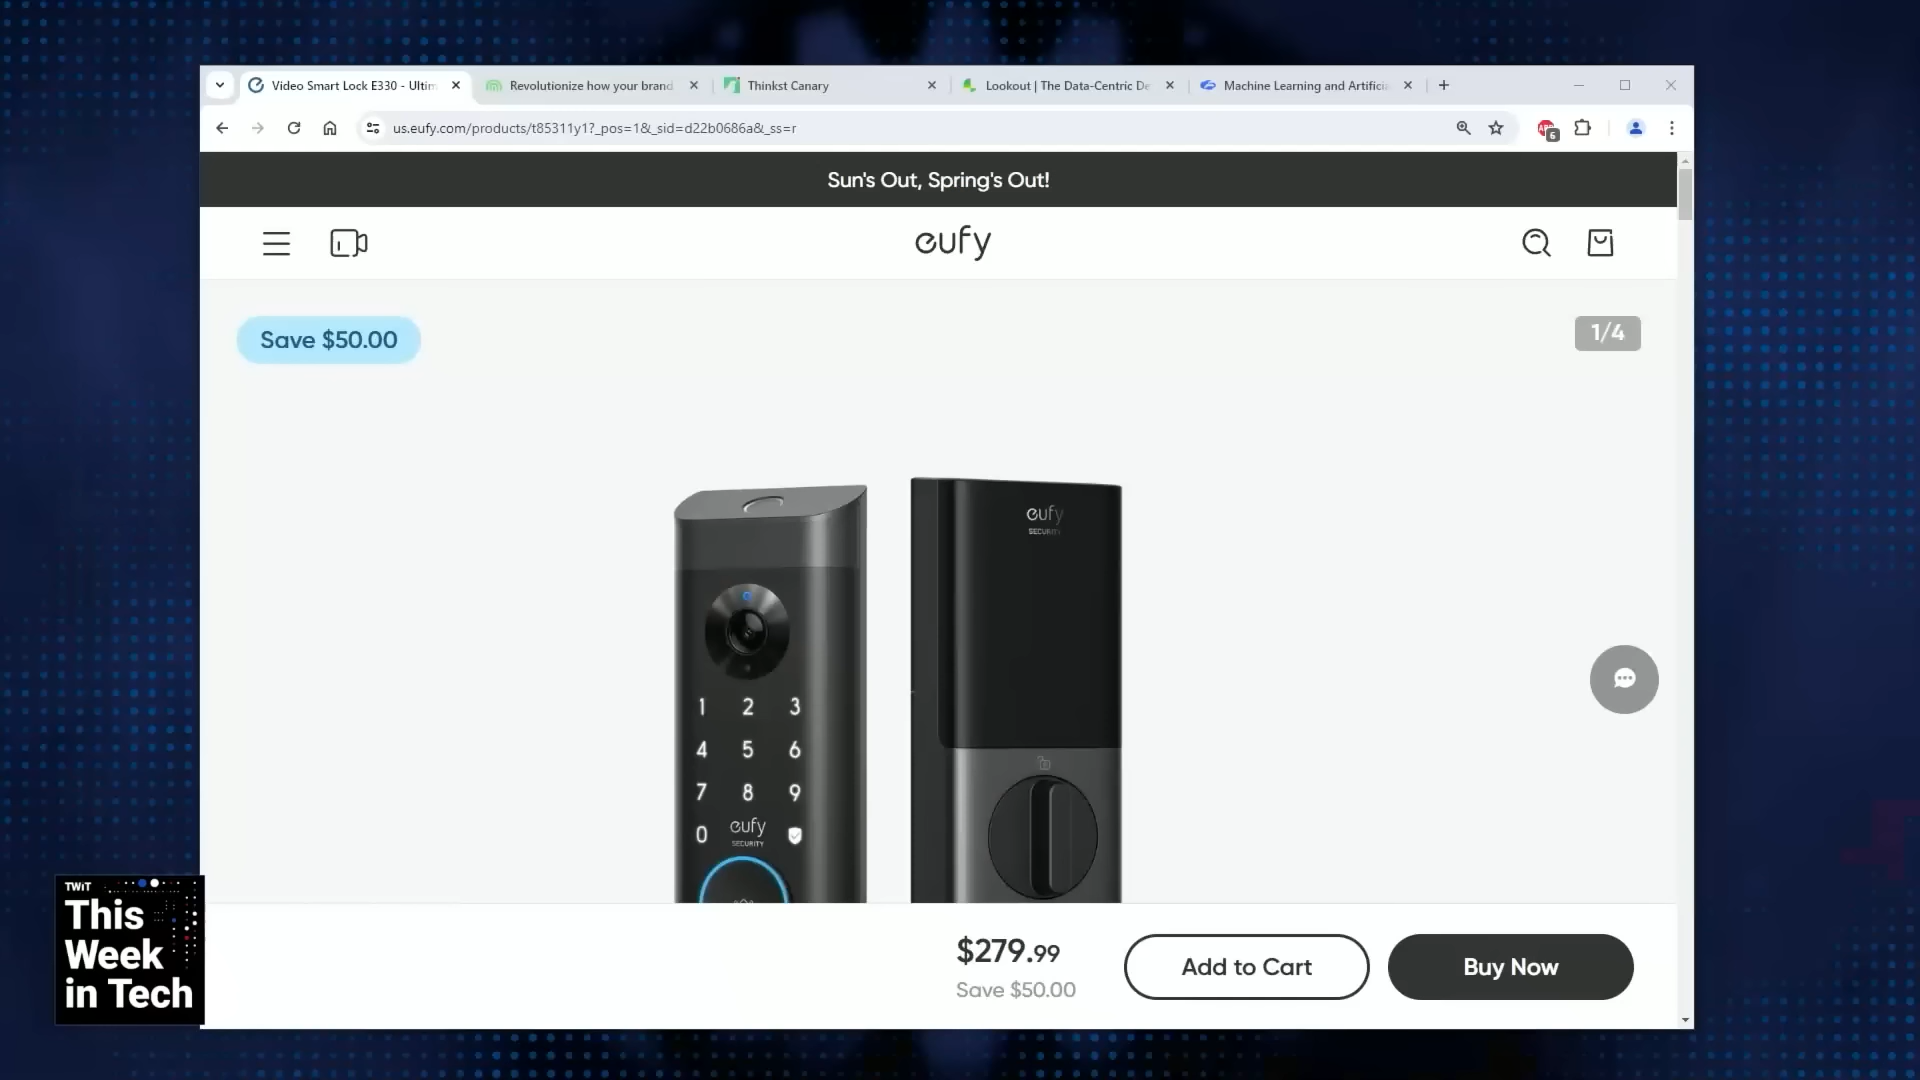 Video Smart Lock E330 - Ultim
Revolutionize how your brand
Thinkst Canary
Lookout | The Data-Centric De
Machine Learning and Artificia
us.eufy.com/products/t85311y1?_pos=1&_sid=d22b0686a&_ss=r
6
Sun's Out, Spring's Out!
eufy
Save $50.00
1/4
eufy
SECURITY
1 2 3
4 5 6
7 8 9
0 eufy
SECURITY
$279.99
Save $50.00
Add to Cart
Buy Now
TWiT
This
Week
in Tech